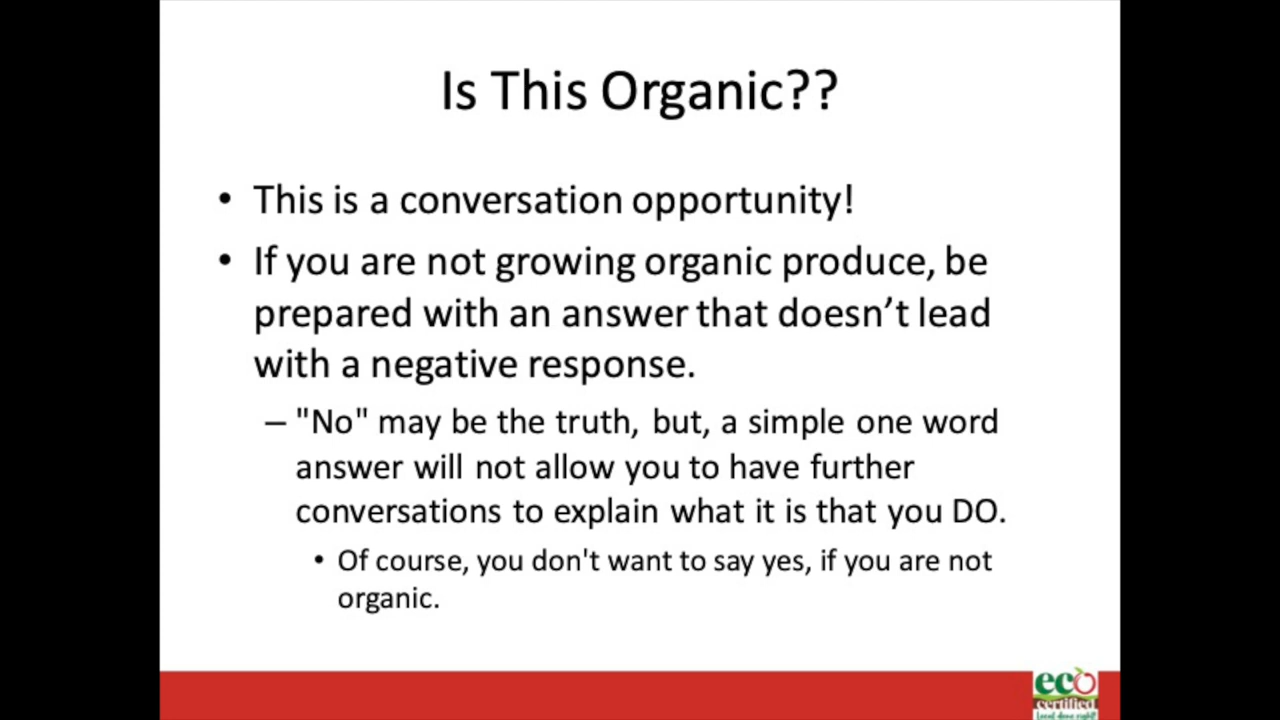 Is This Organic??
• This is a conversation opportunity!
• If you are not growing organic produce, be
prepared with an answer that doesn’t lead
with a negative response.
– "No" may be the truth, but, a simple one word
answer will not allow you to have further
conversations to explain what it is that you DO.
• Of course, you don't want to say yes, if you are not
organic.
eco
certified
Local done right!